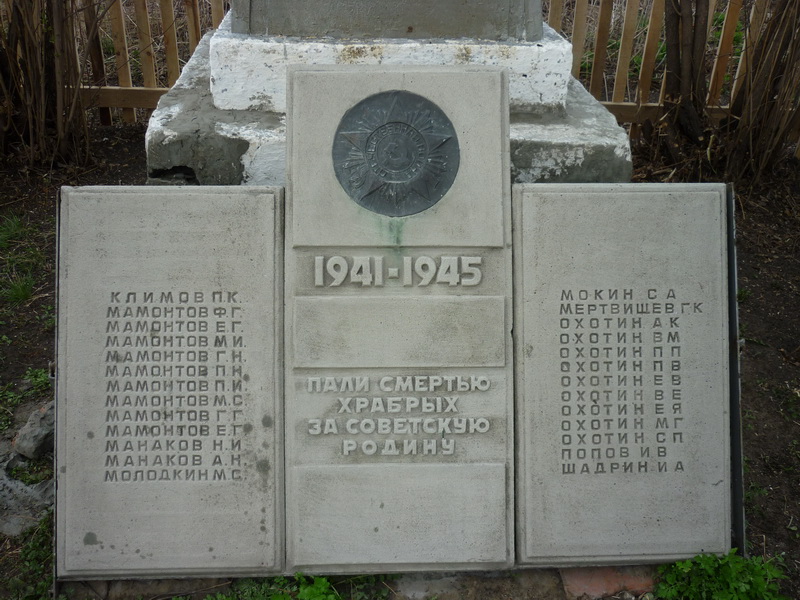 КЛИМОВ П.К.
МАМОНТОВ Ф.Г.
МАМОНТОВ Е.Г.
МАМОНТОВ М.И.
МАМОНТОВ Г.Н.
МАМОНТОВ П.Н.
МАМОНТОВ П.И.
МАМОНТОВ М.С.
МАМОНТОВ Г.Г.
МАМОНТОВ Е.Г.
МАНАКОВ Н.И.
МАНАКОВ А.Н.
МОЛОДКИН М.С.
1941-1945
ПАЛИ СМЕРТЬЮ
ХРАБРЫХ
ЗА СОВЕТСКУЮ
РОДИНУ
МОКИН С А
МЕРТВИЩЕВ Г К
ОХОТИН А К
ОХОТИН В М
ОХОТИН П П
ОХОТИН П В
ОХОТИН Е В
ОХОТИН В Е
ОХОТИН Е Я
ОХОТИН М Г
ОХОТИН С П
ПОПОВ И.В
ШАДРИН И А